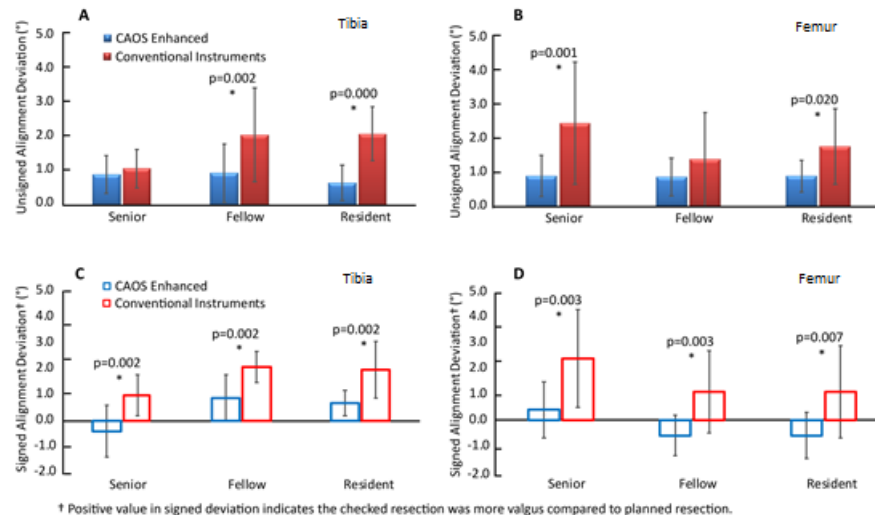 A
Tibia
CAOS Enhanced
Conventional Instruments
Unsigned Alignment Deviation (°)
5.0
4.0
3.0
2.0
1.0
0.0
p=0.002
*
p=0.000
*
Senior Fellow Resident
B
Femur
Unsigned Alignment Deviation (°)
5.0
4.0
3.0
2.0
1.0
0.0
p=0.001
*
p=0.020
*
Senior Fellow Resident
C
Tibia
CAOS Enhanced
Conventional Instruments
Signed Alignment Deviation† (°)
5.0
4.0
3.0
2.0
1.0
0.0
-1.0
-2.0
p=0.002
*
p=0.002
*
p=0.002
*
Senior Fellow Resident
D
Femur
Signed Alignment Deviation† (°)
5.0
4.0
3.0
2.0
1.0
0.0
-1.0
-2.0
p=0.003
*
p=0.003
*
p=0.007
*
Senior Fellow Resident
† Positive value in signed deviation indicates the checked resection was more valgus compared to planned resection.